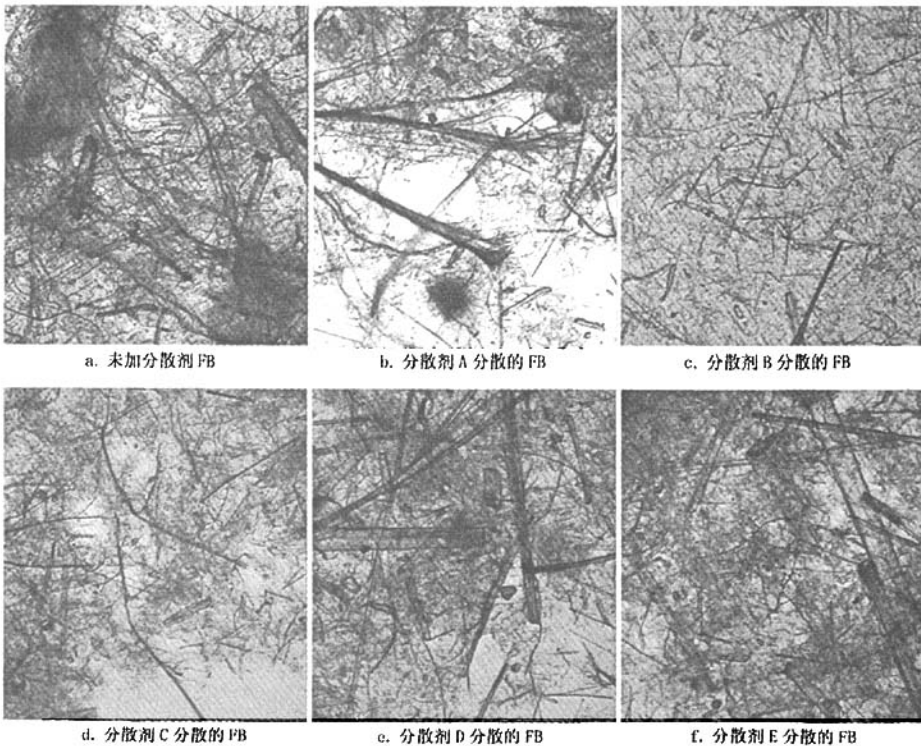 a. 未加分散剂 FB
b. 分散剂 A 分散的 FB
c. 分散剂 B 分散的 FB
d. 分散剂 C 分散的 FB
e. 分散剂 D 分散的 FB
f. 分散剂 E 分散的 FB